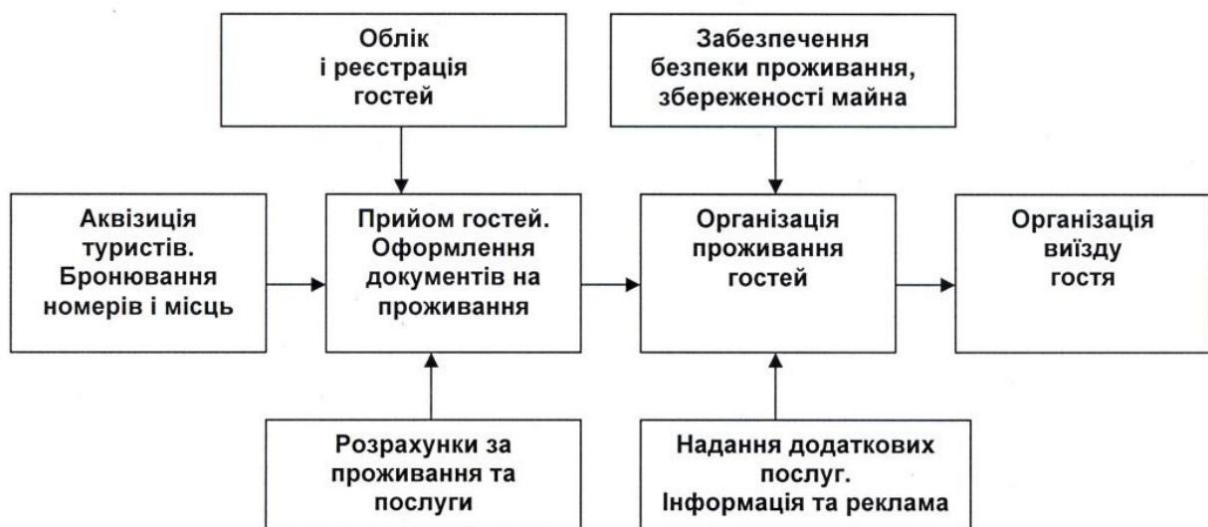 Облік
і реєстрація
гостей
Забезпечення
безпеки проживання,
збереженості майна
Аквізиція
туристів.
Бронювання
номерів і місць
Прийом гостей.
Оформлення
документів на
проживання
Організація
проживання
гостей
Організація
виїзду
гостя
Розрахунки за
проживання та
послуги
Надання додаткових
послуг.
Інформація та реклама